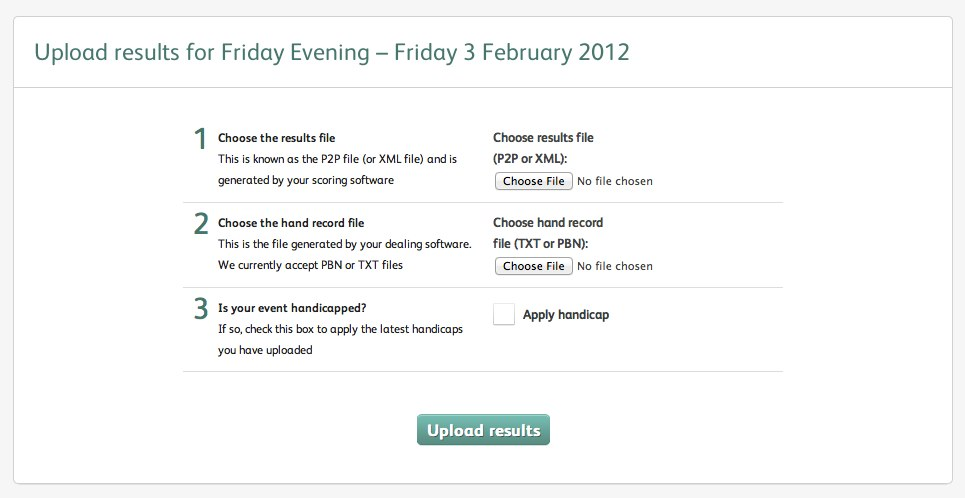 Upload results for Friday Evening – Friday 3 February 2012
1
Choose the results file
This is known as the P2P file (or XML file) and is
generated by your scoring software
Choose results file
(P2P or XML):
Choose File No file chosen
2
Choose the hand record file
This is the file generated by your dealing software.
We currently accept PBN or TXT files
Choose hand record
file (TXT or PBN):
Choose File No file chosen
3
Is your event handicapped?
If so, check this box to apply the latest handicaps
you have uploaded
Apply handicap
Upload results